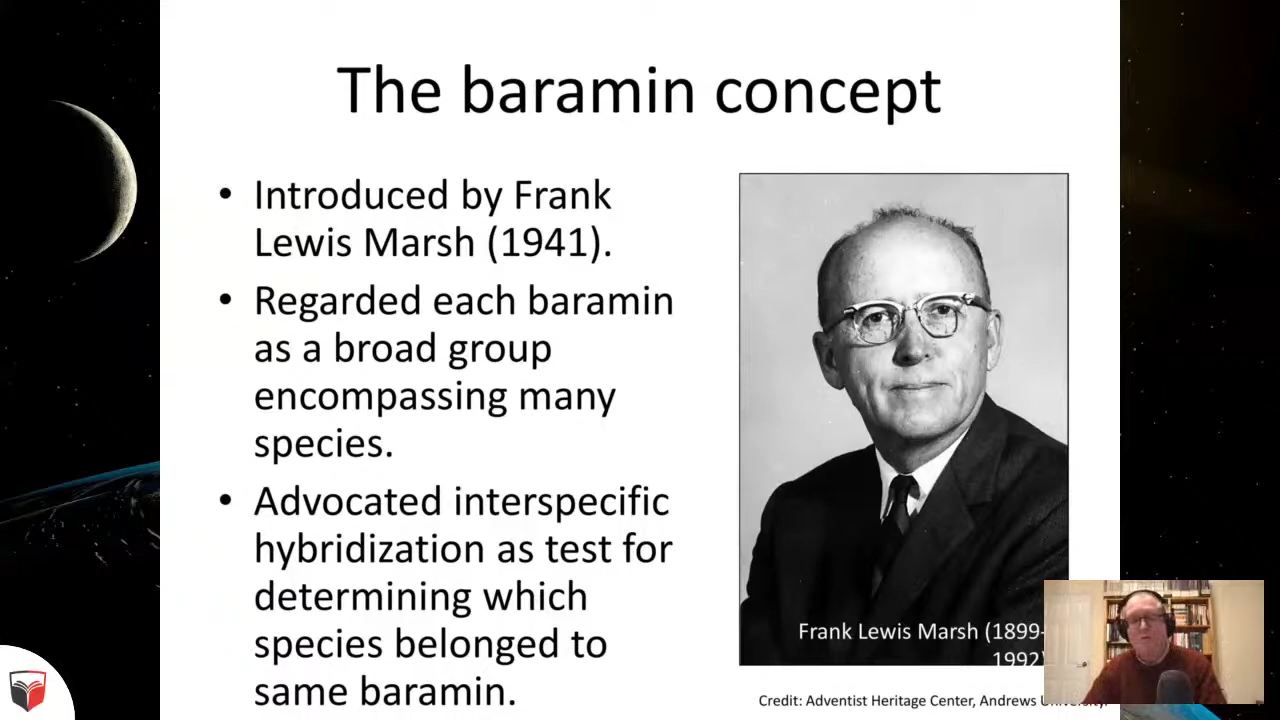 The baramin concept
• Introduced by Frank
Lewis Marsh (1941).
• Regarded each baramin
as a broad group
encompassing many
species.
• Advocated interspecific
hybridization as test for
determining which
species belonged to
same baramin.
Frank Lewis Marsh (1899-
1992)
Credit: Adventist Heritage Center, Andrews University.